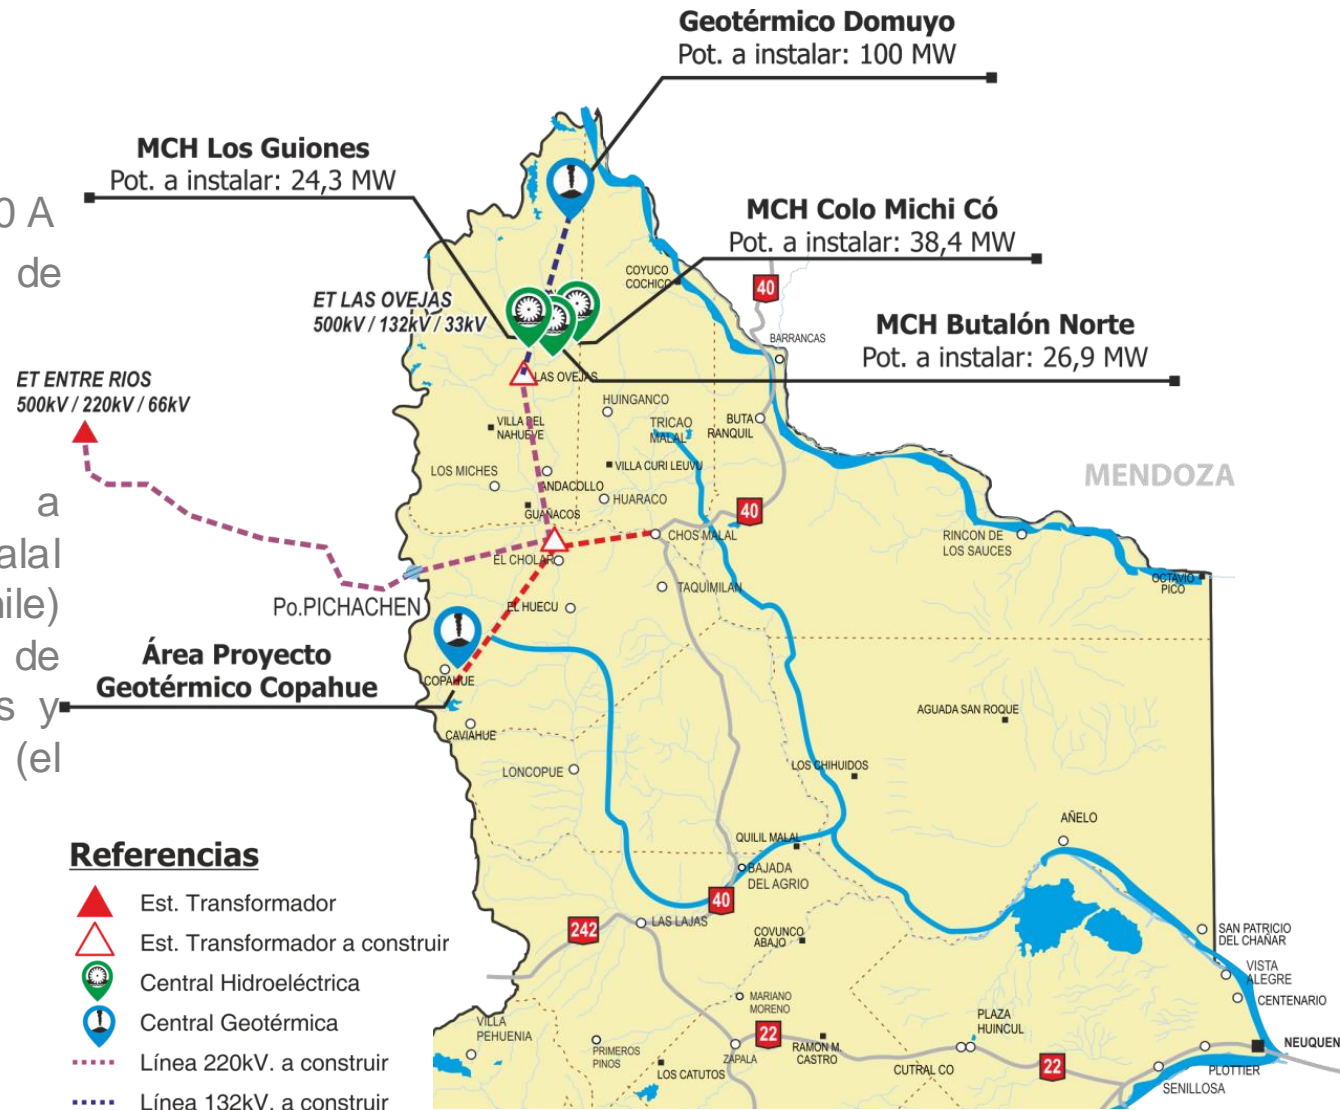 Geotérmico Domuyo
Pot. a instalar: 100 MW
MCH Los Guiones
Pot. a instalar: 24,3 MW
0 A
de
MCH Colo Michi Có
Pot. a instalar: 38,4 MW
COYUCO
COCHICO
40
ET LAS OVEJAS
500kV / 132kV / 33kV
MCH Butalón Norte
Pot. a instalar: 26,9 MW
BARRANCAS
ET ENTRE RIOS
500kV / 220kV / 66kV
LAS OVEJAS
HUINGANCO
VILLA DEL
NAHUEVE
TRICAO
MALAL
BUTA
RANQUIL
LOS MICHES
VILLA CURI LEUVU
MENDOZA
ANDACOLLO
HUARACO
GUAÑACOS
40
a
alal
hile)
de
s y
(el
CHOS MALAL
RINCON DE
LOS SAUCES
EL CHOLAR
TAQUIMILAN
OCTAVIO
PICO
Po.PICHACHEN
EL HUECU
Área Proyecto
Geotérmico Copahue
COPAHUE
CAVIAHUE
AGUADA SAN ROQUE
LONCOPUE
LOS CHIHUIDOS
AÑELO
QUILIL MALAL
BAJADA
DEL AGRIO
40
242
LAS LAJAS
COVUNCO
ABAJO
SAN PATRICIO
DEL CHAÑAR
VISTA
ALEGRE
CENTENARIO
MARIANO
MORENO
PLAZA
HUINCUL
VILLA
PEHUENIA
PRIMEROS
PINOS
22
ZAPALA
RAMON M.
CASTRO
LOS CATUTOS
CUTRAL CO
22
NEUQUEN
PLOTTIER
SENILLOSA
Referencias
Est. Transformador
Est. Transformador a construir
Central Hidroeléctrica
Central Geotérmica
Línea 220kV. a construir
Línea 132kV. a construir